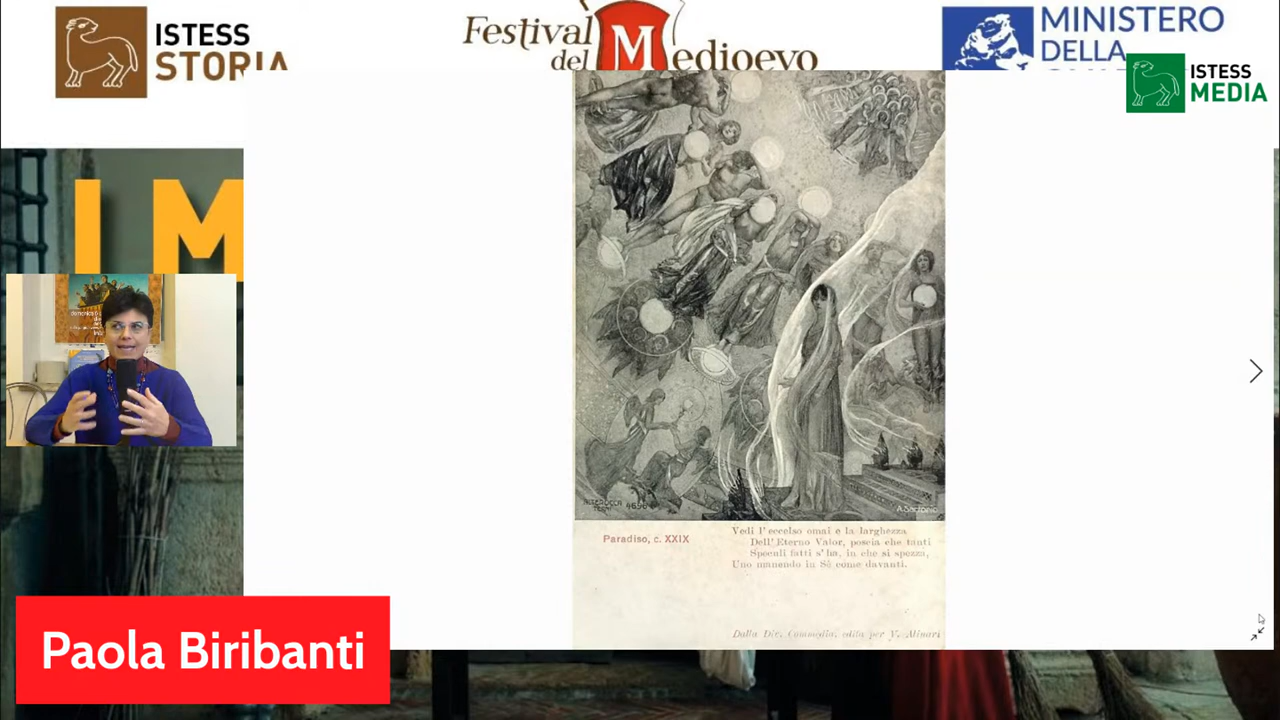 ISTESS
STORIA
Festival
del Medioevo
MINISTERO
DELLA
ISTESS
MEDIA
I M
4696
A. Sartorio
Paradiso, c. XXIX
Vedi l'eccelso omai e la larghezza
Dell'Eterno Valor, poscia che tanti
Speculi fatti s'ha, in che si spezza,
Uno manendo in Sè come davanti.
Dalla Div. Commedia, edita per V. Alinari
Paola Biribanti